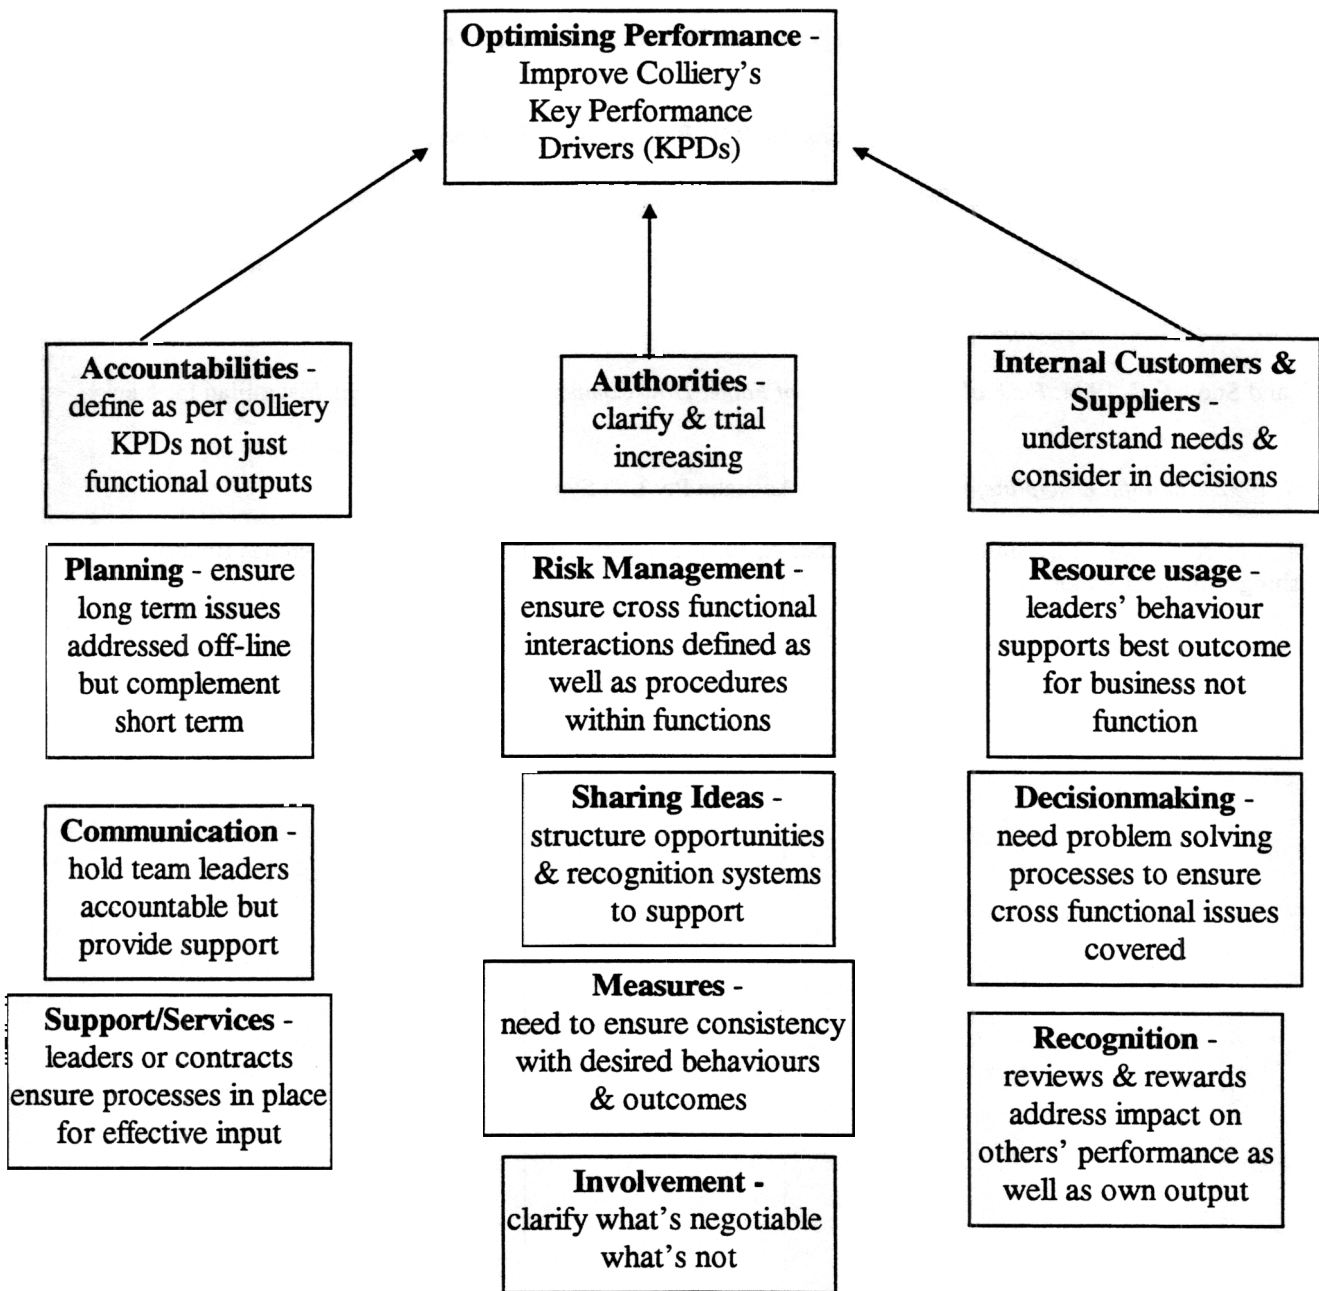 Optimising Performance -
Improve Colliery's
Key Performance
Drivers (KPDs)
Accountabilities -
define as per colliery
KPDs not just
functional outputs
Authorities -
clarify & trial
increasing
Internal Customers &
Suppliers -
understand needs &
consider in decisions
Planning - ensure
long term issues
addressed off-line
but complement
short term
Risk Management -
ensure cross functional
interactions defined as
well as procedures
within functions
Resource usage -
leaders' behaviour
supports best outcome
for business not
function
Communication -
hold team leaders
accountable but
provide support
Sharing Ideas -
structure opportunities
& recognition systems
to support
Decisionmaking -
need problem solving
processes to ensure
cross functional issues
covered
Support/Services -
leaders or contracts
ensure processes in place
for effective input
Measures -
need to ensure consistency
with desired behaviours
& outcomes
Recognition -
reviews & rewards
address impact on
others' performance as
well as own output
Involvement -
clarify what's negotiable
what's not